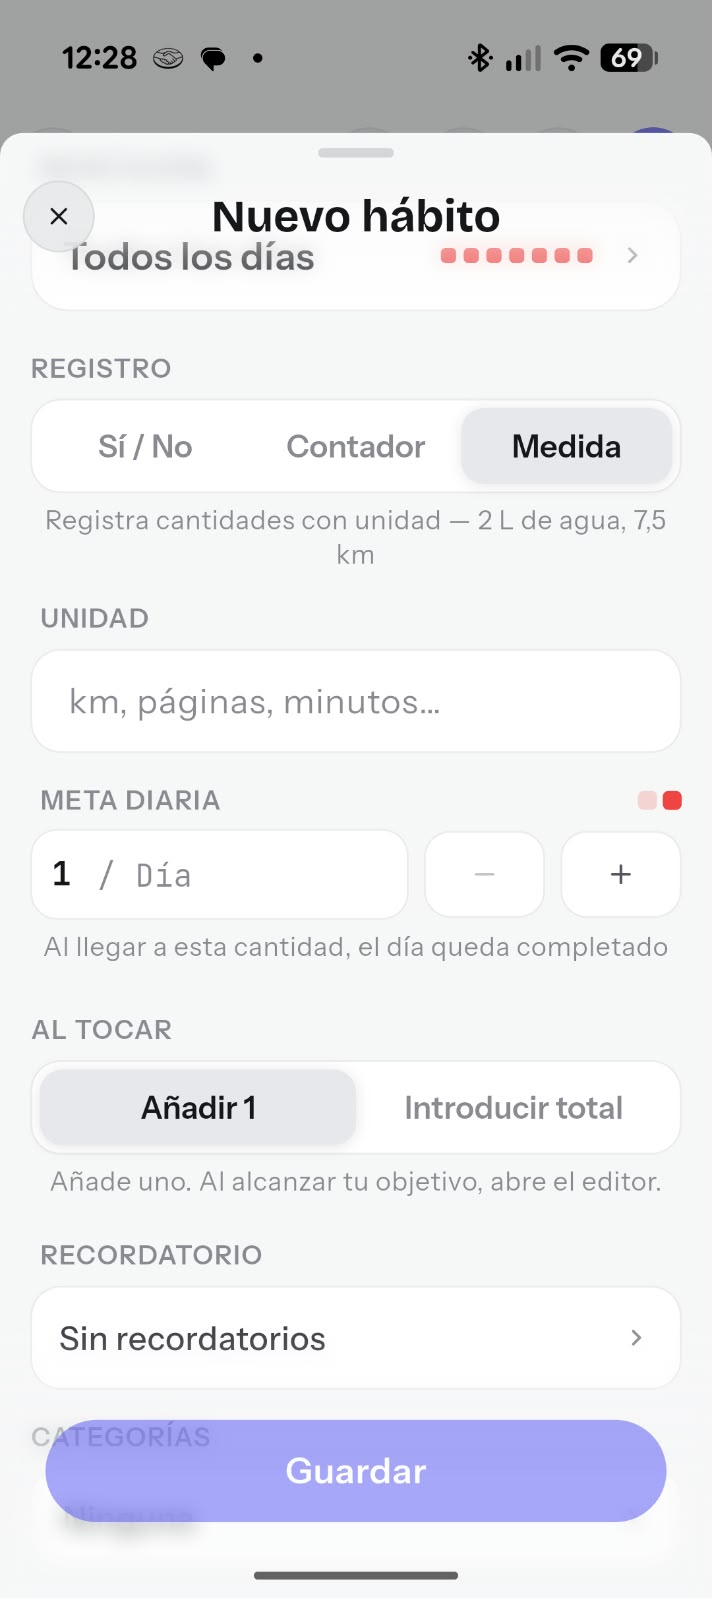 12:28
69
Nuevo hábito
Todos los días
REGISTRO
Sí / No
Contador
Medida
Registra cantidades con unidad — 2 L de agua, 7,5
km
UNIDAD
km, páginas, minutos...
META DIARIA
1 / Día
− +
Al llegar a esta cantidad, el día queda completado
AL TOCAR
Añadir 1
Introducir total
Añade uno. Al alcanzar tu objetivo, abre el editor.
RECORDATORIO
Sin recordatorios
CATEGORÍAS
Guardar